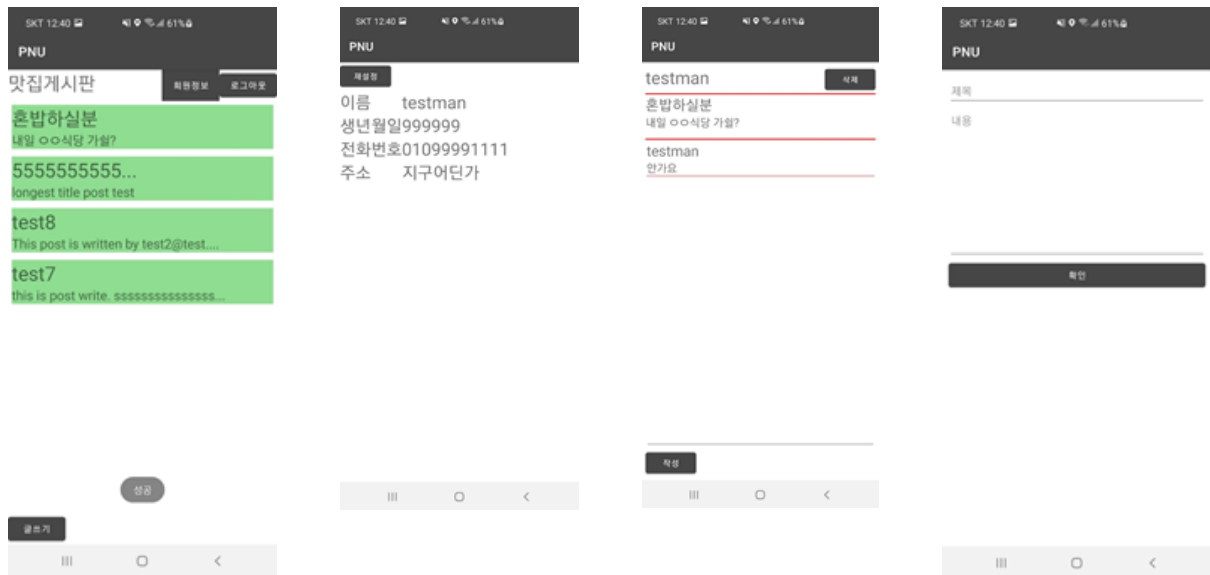 SKT 12:40 61%
PNU
맛집게시판 회원정보 로그아웃
혼밥하실분
내일 ㅇㅇ식당 가쉴?
5555555555...
longest title post test
test8
This post is written by test2@test....
test7
this is post write. sssssssssssssss...
성공
글쓰기
SKT 12:40 61%
PNU
재설정
이름 testman
생년월일999999
전화번호01099991111
주소 지구어딘가
SKT 12:40 61%
PNU
testman 삭제
혼밥하실분
내일 ㅇㅇ식당 가쉴?
testman
안가요
작성
SKT 12:40 61%
PNU
제목
내용
확인